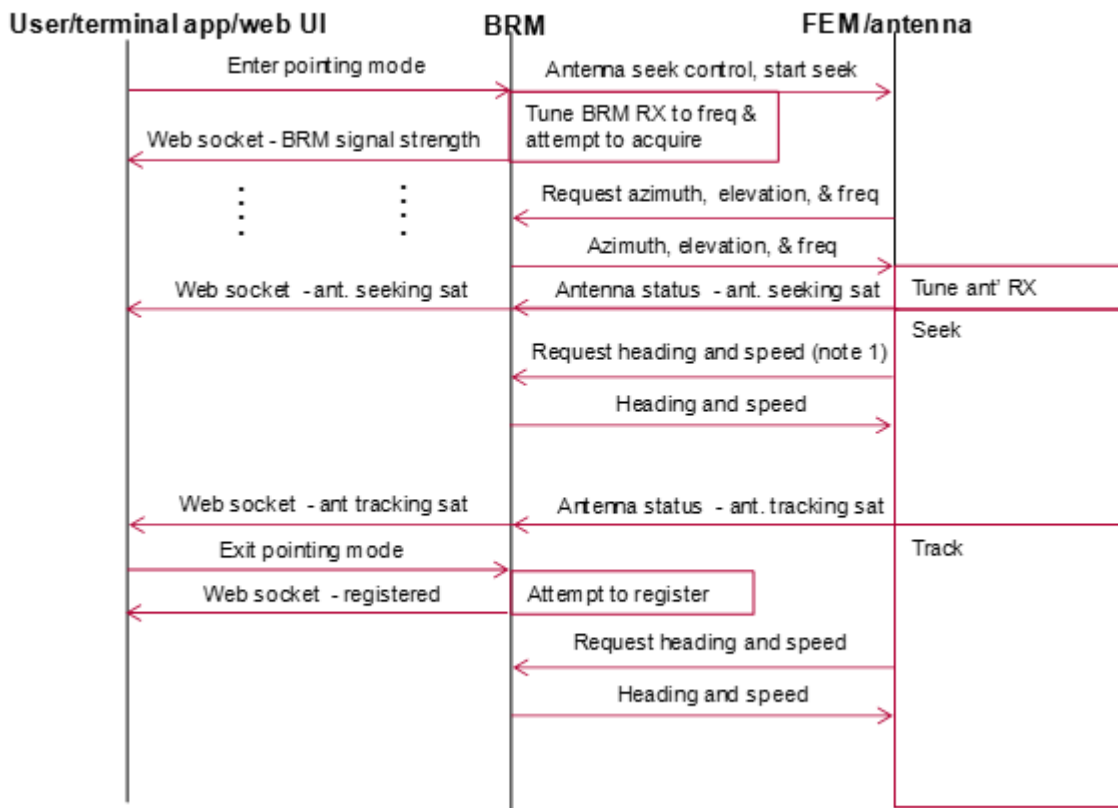 User/terminal app/web UI
BRM
FEM/antenna
Enter pointing mode
Antenna seek control, start seek
Tune BRM RX to freq &
attempt to acquire
Web socket - BRM signal strength
Request azimuth, elevation, & freq
Azimuth, elevation, & freq
Web socket - ant. seeking sat
Antenna status - ant. seeking sat
Tune ant' RX
Seek
Request heading and speed (note 1)
Heading and speed
Web socket - ant tracking sat
Antenna status - ant. tracking sat
Exit pointing mode
Track
Web socket - registered
Attempt to register
Request heading and speed
Heading and speed